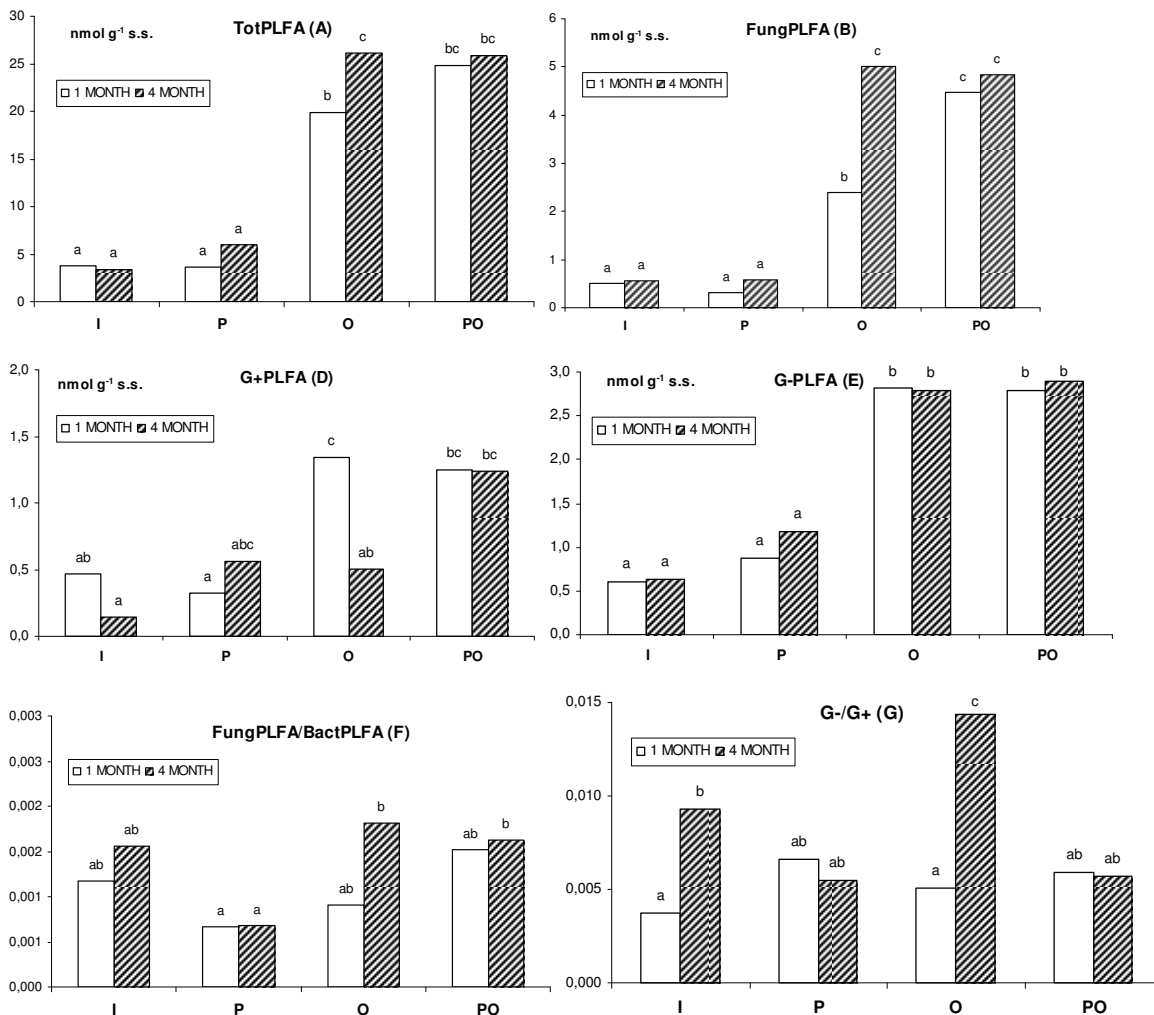 TotPLFA (A)
nmol g⁻¹ s.s.
1 MONTH 4 MONTH
30
25
20
15
10
5
0
a a a a b c bc bc
I P O PO
FungPLFA (B)
nmol g⁻¹ s.s.
1 MONTH 4 MONTH
6
5
4
3
2
1
0
a a a a b c c c
I P O PO
G+PLFA (D)
nmol g⁻¹ s.s.
1 MONTH 4 MONTH
2,0
1,5
1,0
0,5
0,0
ab a a abc c ab bc bc
I P O PO
G-PLFA (E)
nmol g⁻¹ s.s.
1 MONTH 4 MONTH
3,0
2,5
2,0
1,5
1,0
0,5
0,0
a a a a b b b b
I P O PO
FungPLFA/BactPLFA (F)
1 MONTH 4 MONTH
0,003
0,003
0,002
0,002
0,001
0,001
0,000
ab ab a a ab b ab b
I P O PO
G-/G+ (G)
1 MONTH 4 MONTH
0,015
0,010
0,005
0,000
a b ab ab a c ab ab
I P O PO